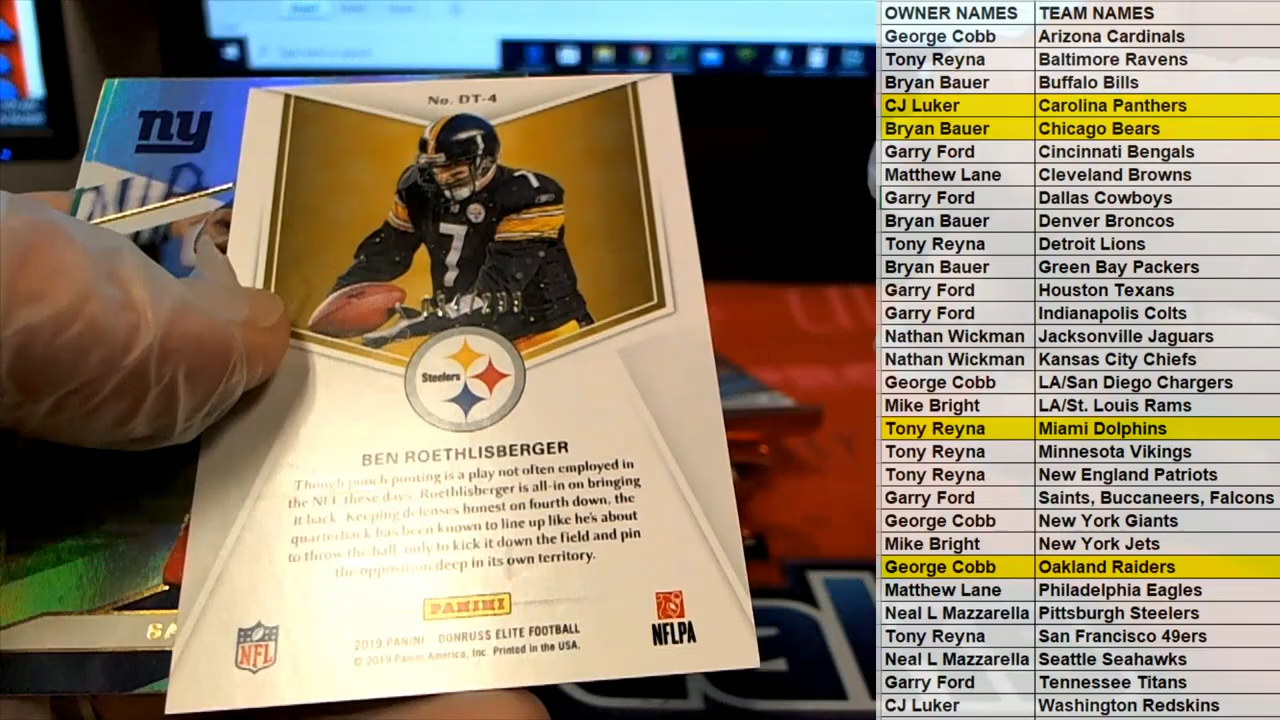 ny
No. DT-4
7
7
Steelers
BEN ROETHLISBERGER
Though pooch punting is a play not often employed in
the NFL these days, Roethlisberger is all-in on bringing
it back. Keeping defenses honest on fourth down, the
quarterback has been known to line up like he's about
to throw the ball, only to kick it down the field and pin
the opposition deep in its own territory.
PANINI
2019 PANINI - DONRUSS ELITE FOOTBALL
© 2019 Panini America, Inc. Printed in the USA.
NFL
NFLPA
OWNER NAMES TEAM NAMES
George Cobb Arizona Cardinals
Tony Reyna Baltimore Ravens
Bryan Bauer Buffalo Bills
CJ Luker Carolina Panthers
Bryan Bauer Chicago Bears
Garry Ford Cincinnati Bengals
Matthew Lane Cleveland Browns
Garry Ford Dallas Cowboys
Bryan Bauer Denver Broncos
Tony Reyna Detroit Lions
Bryan Bauer Green Bay Packers
Garry Ford Houston Texans
Garry Ford Indianapolis Colts
Nathan Wickman Jacksonville Jaguars
Nathan Wickman Kansas City Chiefs
George Cobb LA/San Diego Chargers
Mike Bright LA/St. Louis Rams
Tony Reyna Miami Dolphins
Tony Reyna Minnesota Vikings
Tony Reyna New England Patriots
Garry Ford Saints, Buccaneers, Falcons
George Cobb New York Giants
Mike Bright New York Jets
George Cobb Oakland Raiders
Matthew Lane Philadelphia Eagles
Neal L Mazzarella Pittsburgh Steelers
Tony Reyna San Francisco 49ers
Neal L Mazzarella Seattle Seahawks
Garry Ford Tennessee Titans
CJ Luker Washington Redskins